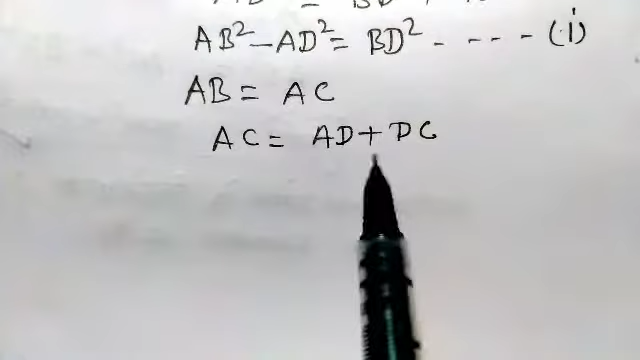 AB² - AD² = BD² - - - - (i)
AB = AC
AC = AD + DC